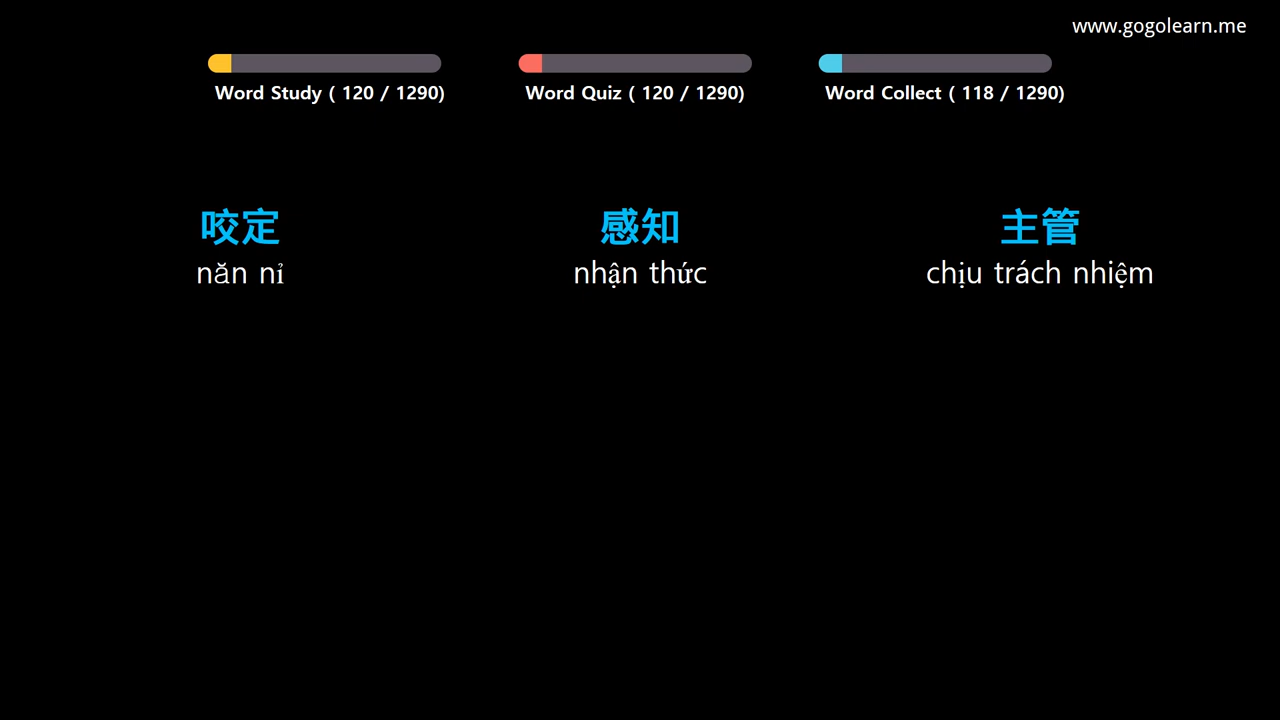 www.gogolearn.me
Word Study ( 120 / 1290)
Word Quiz ( 120 / 1290)
Word Collect ( 118 / 1290)
咬定
感知
主管
năn nỉ
nhận thức
chịu trách nhiệm